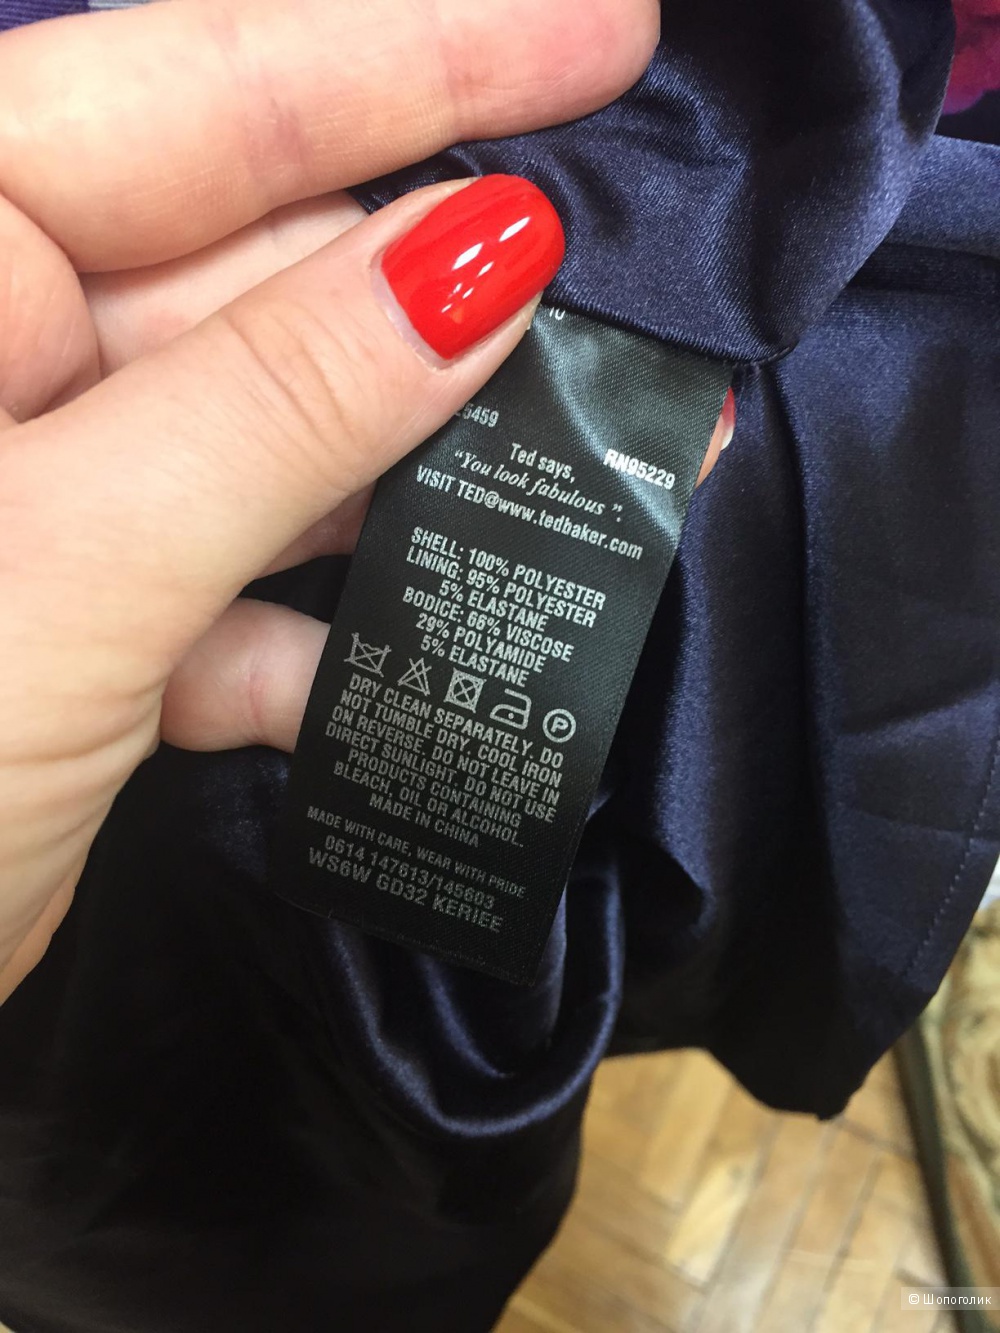 5459
RN95229
Ted says,
"You look fabulous".
VISIT TED@www.tedbaker.com
SHELL: 100% POLYESTER
LINING: 95% POLYESTER
5% ELASTANE
BODICE: 66% VISCOSE
29% POLYAMIDE
5% ELASTANE
P
DRY CLEAN SEPARATELY. DO
NOT TUMBLE DRY. COOL IRON
ON REVERSE. DO NOT LEAVE IN
DIRECT SUNLIGHT. DO NOT USE
PRODUCTS CONTAINING
BLEACH, OIL OR ALCOHOL.
MADE IN CHINA
MADE WITH CARE, WEAR WITH PRIDE
0614 147613/145603
WS6W GD32 KERIEE
© Шопоголик